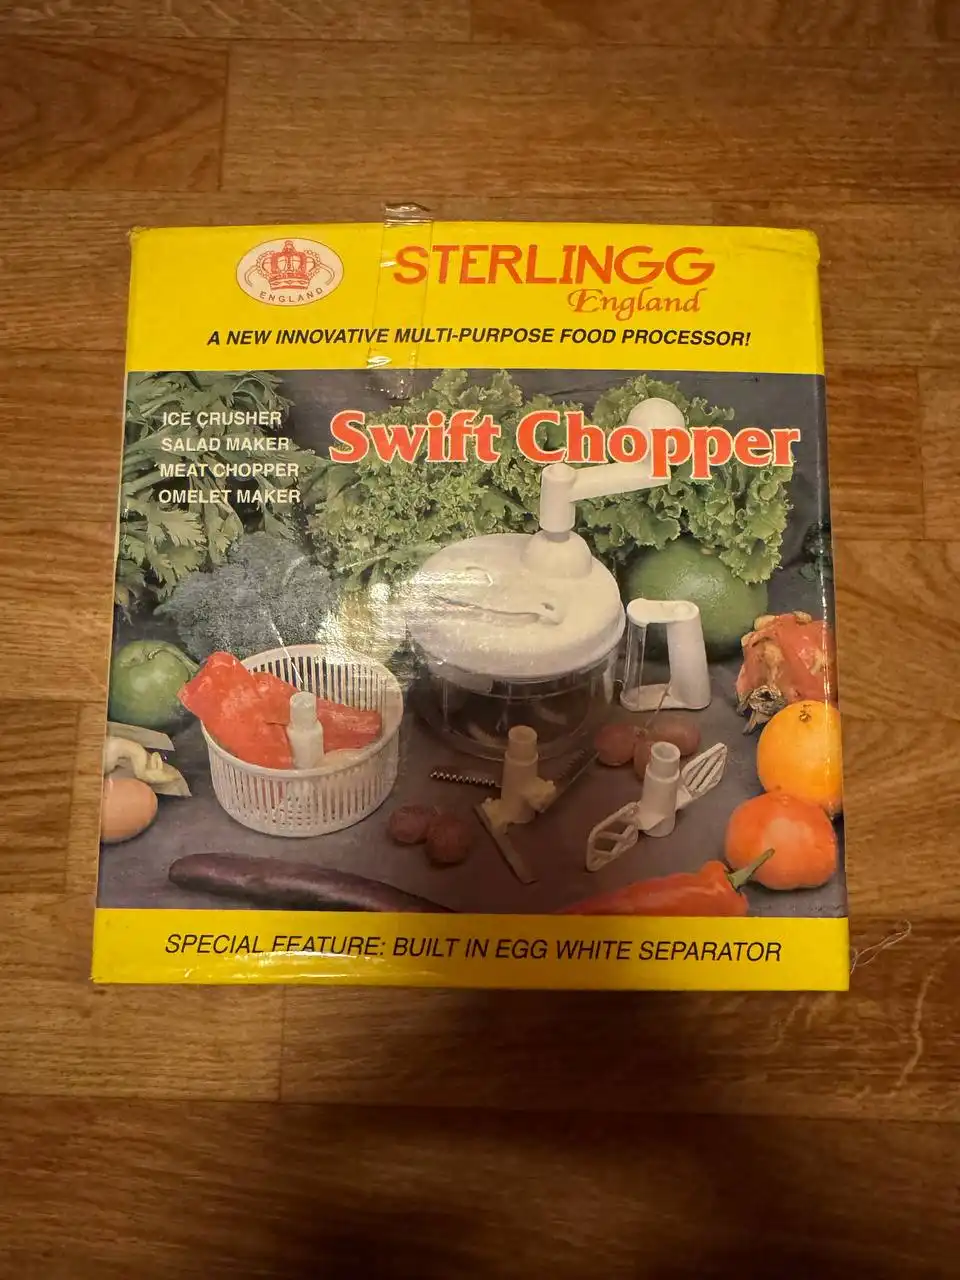 ENGLAND
STERLINGG
England
A NEW INNOVATIVE MULTI-PURPOSE FOOD PROCESSOR!
ICE CRUSHER
SALAD MAKER
MEAT CHOPPER
OMELET MAKER
Swift Chopper
SPECIAL FEATURE: BUILT IN EGG WHITE SEPARATOR